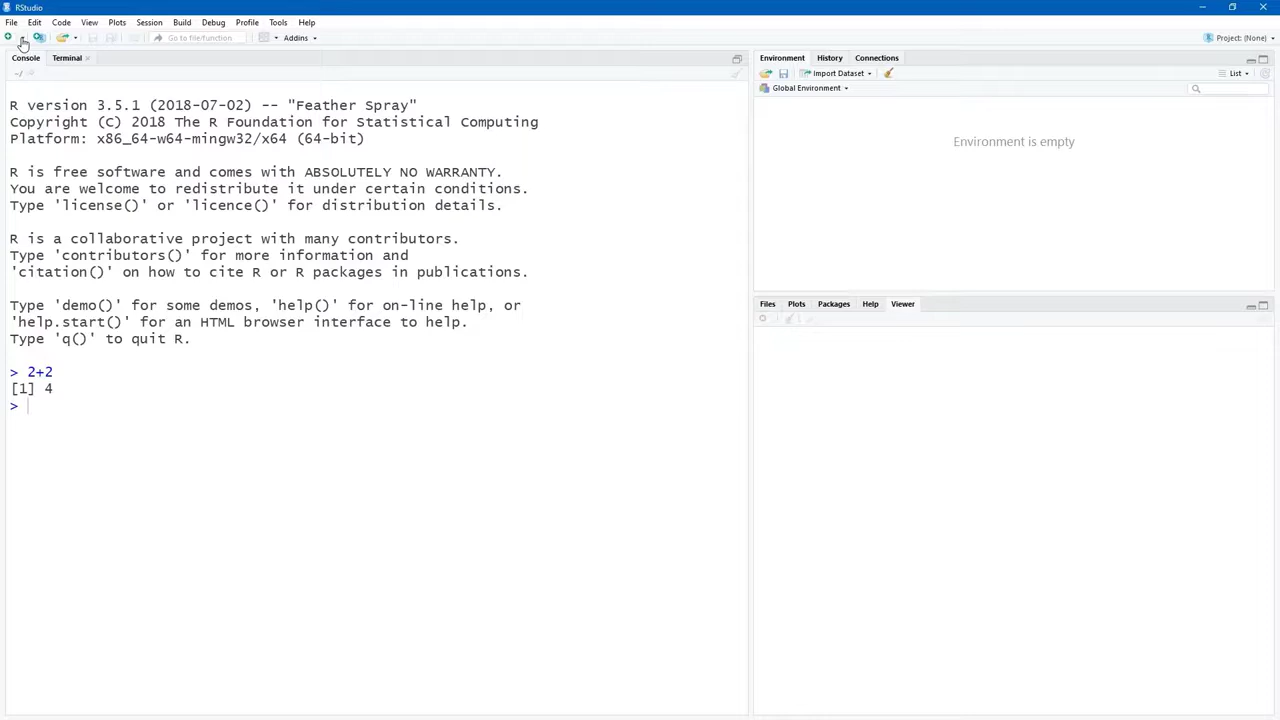 RStudio
File Edit Code View Plots Session Build Debug Profile Tools Help
Go to file/function Addins Project: (None)
Console Terminal
~/
R version 3.5.1 (2018-07-02) -- "Feather Spray"
Copyright (C) 2018 The R Foundation for Statistical Computing
Platform: x86_64-w64-mingw32/x64 (64-bit)
R is free software and comes with ABSOLUTELY NO WARRANTY.
You are welcome to redistribute it under certain conditions.
Type 'license()' or 'licence()' for distribution details.
R is a collaborative project with many contributors.
Type 'contributors()' for more information and
'citation()' on how to cite R or R packages in publications.
Type 'demo()' for some demos, 'help()' for on-line help, or
'help.start()' for an HTML browser interface to help.
Type 'q()' to quit R.
> 2+2
[1] 4
>
Environment History Connections
Import Dataset List
Global Environment
Environment is empty
Files Plots Packages Help Viewer